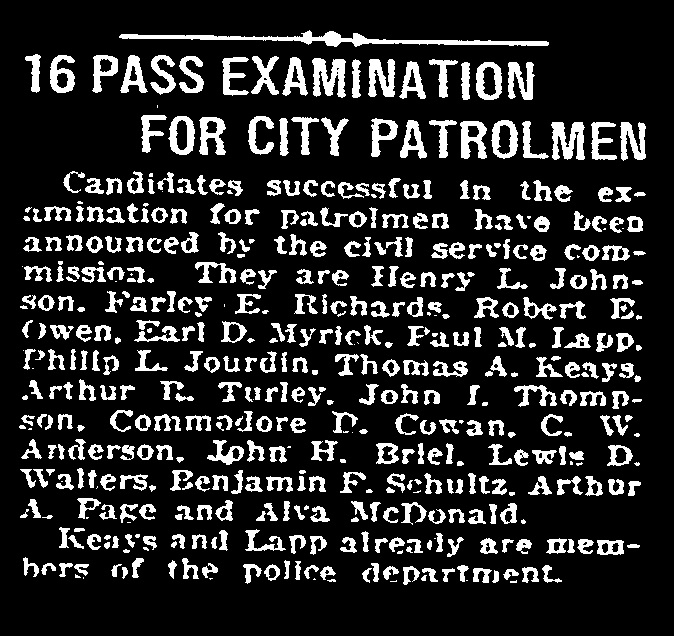 16 PASS EXAMINATION
FOR CITY PATROLMEN
Candidates successful in the ex-
amination for patrolmen have been
announced by the civil service com-
mission. They are Henry L. John-
son, Farley E. Richards, Robert E.
Owen, Earl D. Myrick, Paul M. Lapp,
Philip L. Jourdin, Thomas A. Keays,
Arthur R. Turley, John I. Thomp-
son, Commodore D. Cowan, C. W.
Anderson, John H. Briel, Lewis D.
Walters, Benjamin F. Schultz, Arthur
A. Page and Alva McDonald.
Keays and Lapp already are mem-
bers of the police department.